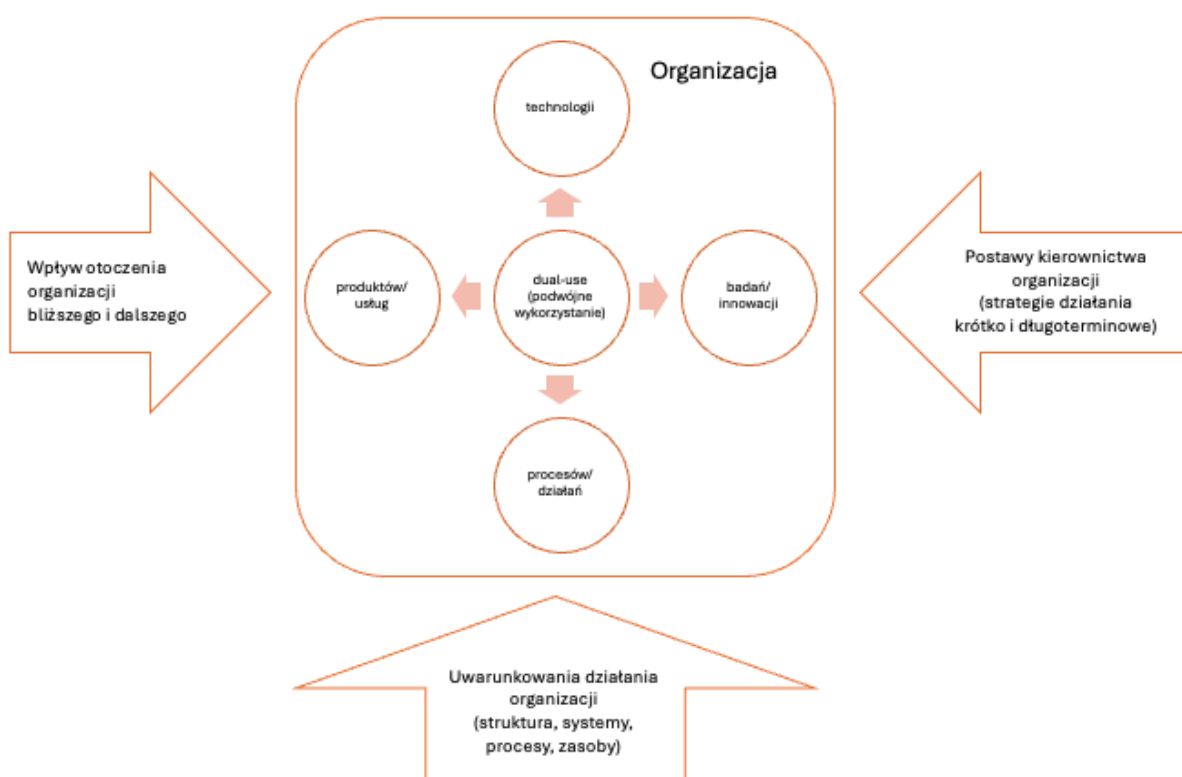 Organizacja
technologii
Wpływ otoczenia
organizacji
bliższego i dalszego
produktów/
usług
dual-use
(podwójne
wykorzystanie)
badań/
innowacji
Postawy kierownictwa
organizacji
(strategie działania
krótko i długoterminowe)
procesów/
działań
Uwarunkowania działania
organizacji
(struktura, systemy,
procesy, zasoby)